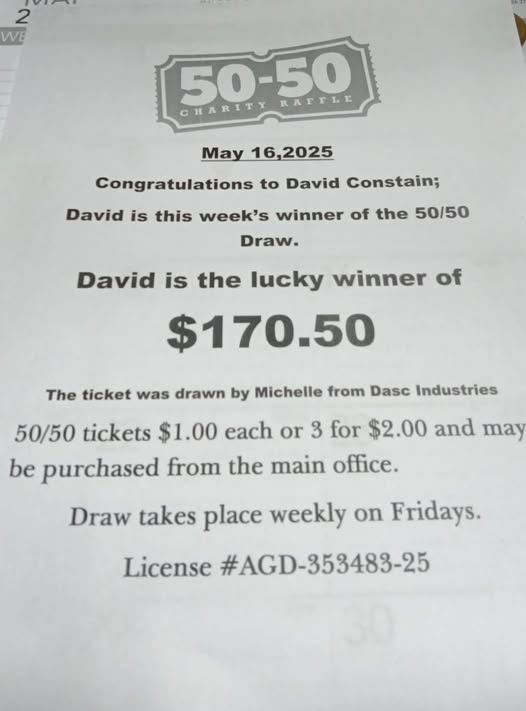 2
WE
50-50
CHARITY RAFFLE
May 16,2025
Congratulations to David Constain;
David is this week's winner of the 50/50
Draw.
David is the lucky winner of
$170.50
The ticket was drawn by Michelle from Dasc Industries
50/50 tickets $1.00 each or 3 for $2.00 and may
be purchased from the main office.
Draw takes place weekly on Fridays.
License #AGD-353483-25
30